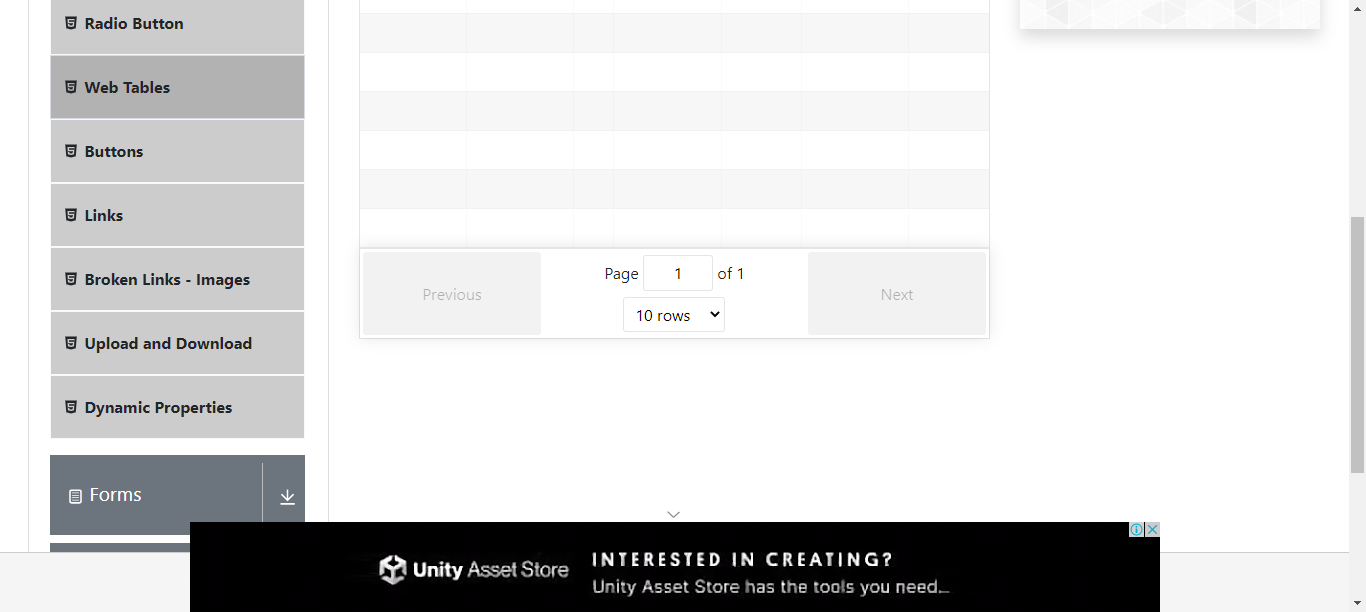 Radio Button
Web Tables
Buttons
Links
Broken Links - Images
Upload and Download
Dynamic Properties
Forms
Previous
Page 1 of 1
10 rows
Next
Unity Asset Store
INTERESTED IN CREATING?
Unity Asset Store has the tools you need...